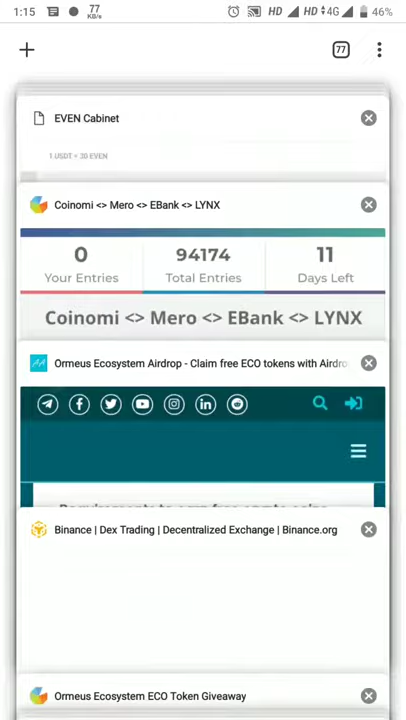 1:15 77 KB/s HD HD 4G 46%
77
EVEN Cabinet
1 USDT = 30 EVEN
Coinomi <> Mero <> EBank <> LYNX
0 94174 11
Your Entries Total Entries Days Left
Coinomi <> Mero <> EBank <> LYNX
Ormeus Ecosystem Airdrop - Claim free ECO tokens with Airdro
Binance | Dex Trading | Decentralized Exchange | Binance.org
Ormeus Ecosystem ECO Token Giveaway